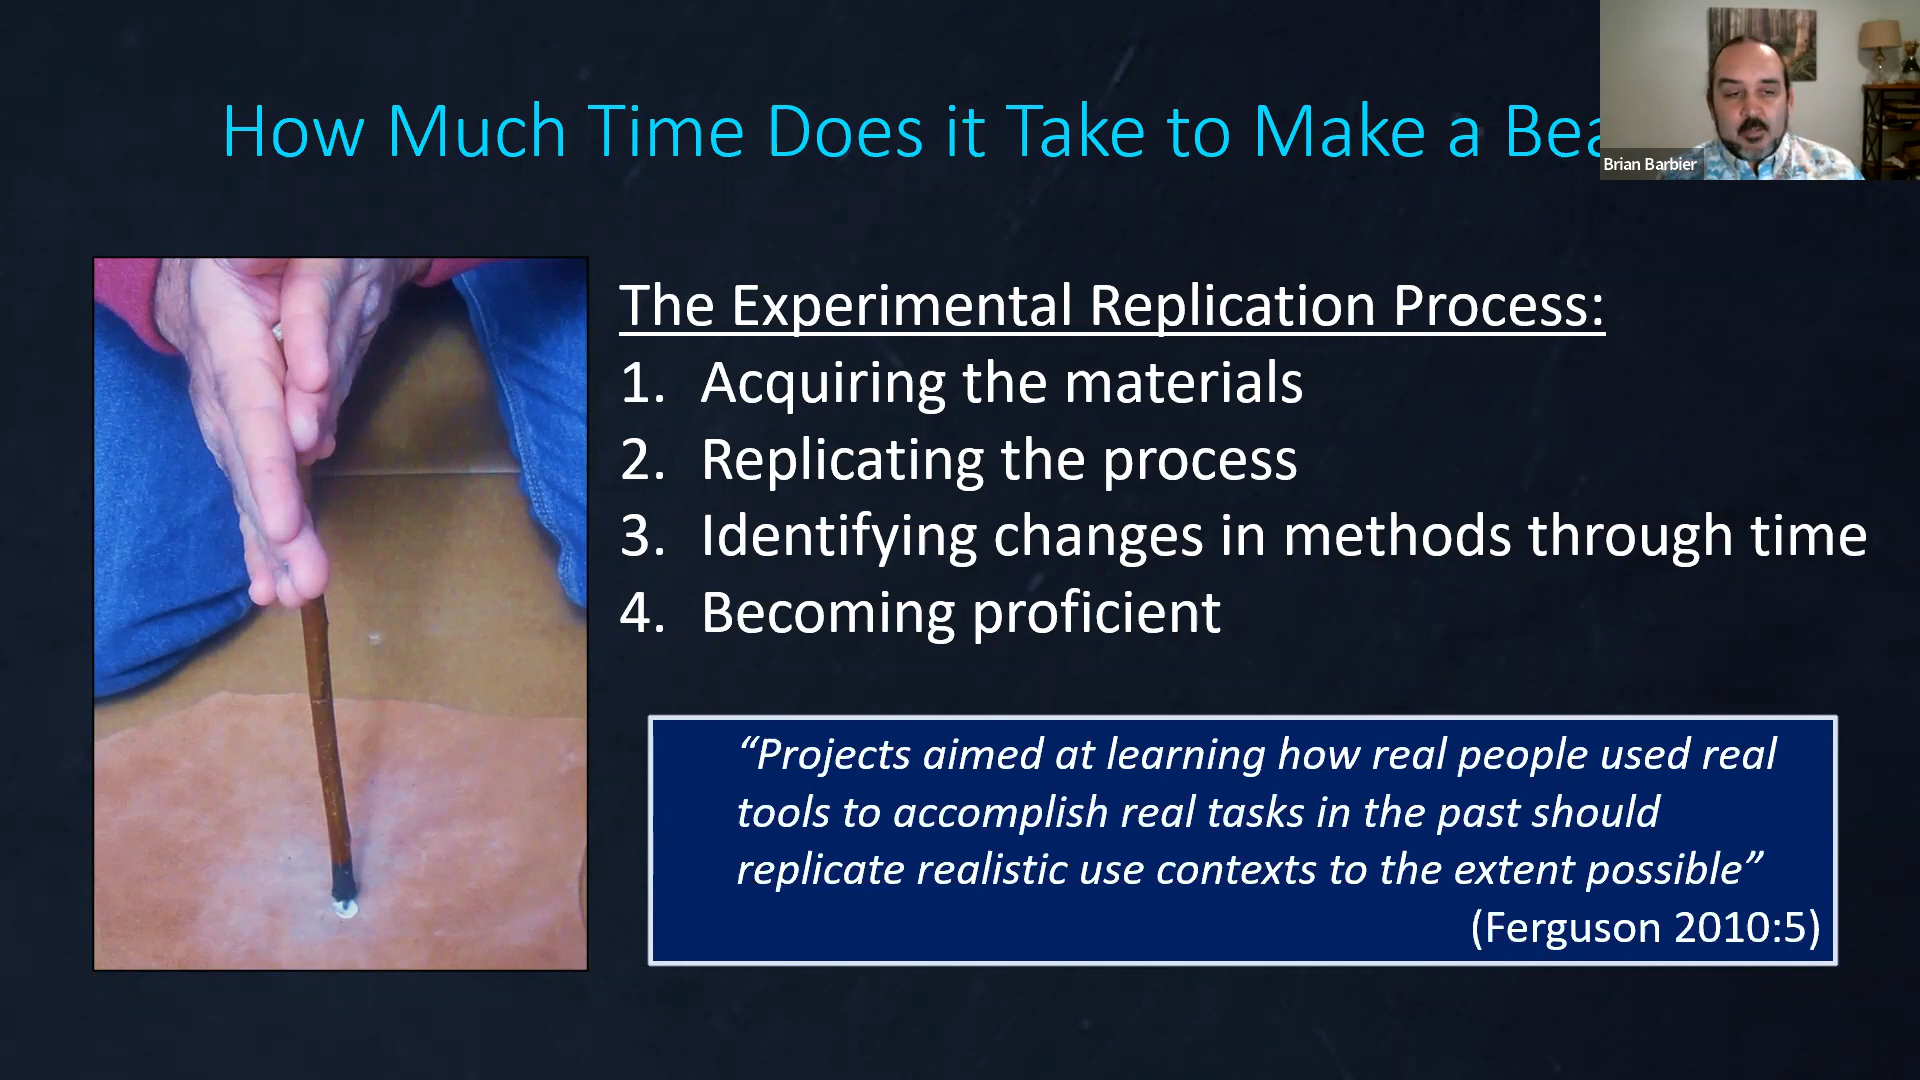 How Much Time Does it Take to Make a
Brian Barbier
The Experimental Replication Process:
1. Acquiring the materials
2. Replicating the process
3. Identifying changes in methods through time
4. Becoming proficient
“Projects aimed at learning how real people used real
tools to accomplish real tasks in the past should
replicate realistic use contexts to the extent possible”
(Ferguson 2010:5)